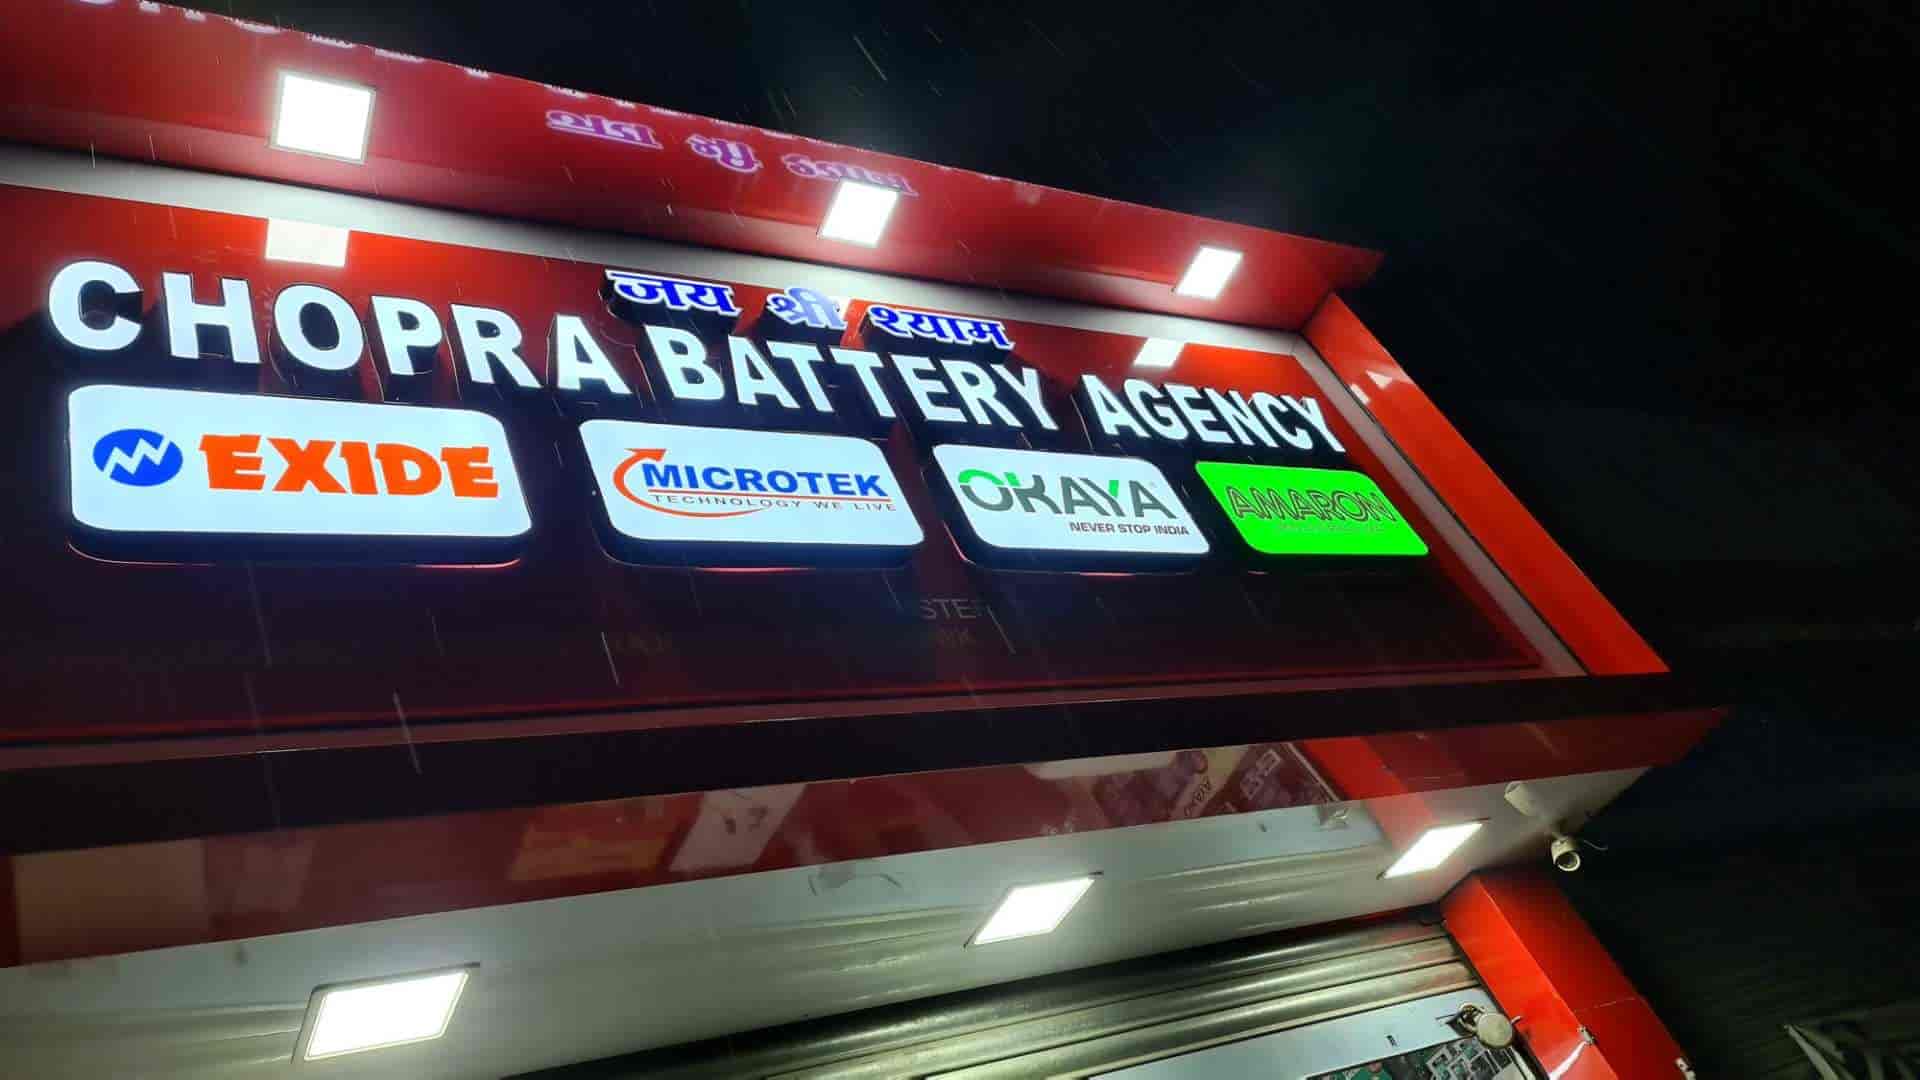 जय श्री श्याम
CHOPRA BATTERY AGENCY
EXIDE
MICROTEK
TECHNOLOGY WE LIVE
OKAYA
NEVER STOP INDIA
AMARON